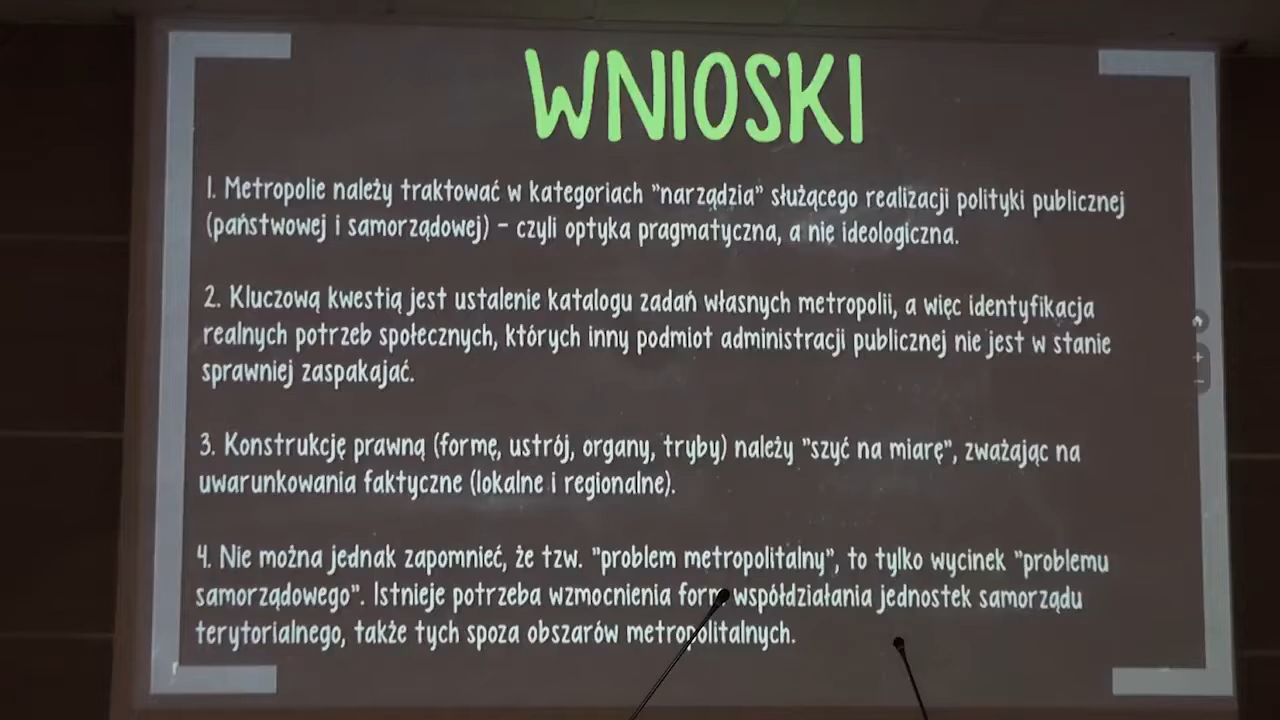 WNIOSKI
1. Metropolie należy traktować w kategoriach "narządzia" służącego realizacji polityki publicznej
(państwowej i samorządowej) - czyli optyka pragmatyczna, a nie ideologiczna.
2. Kluczową kwestią jest ustalenie katalogu zadań własnych metropolii, a więc identyfikacja
realnych potrzeb społecznych, których inny podmiot administracji publicznej nie jest w stanie
sprawniej zaspakajać.
3. Konstrukcję prawną (formę, ustrój, organy, tryby) należy "szyć na miarę", zważając na
uwarunkowania faktyczne (lokalne i regionalne).
4. Nie można jednak zapomnieć, że tzw. "problem metropolitalny", to tylko wycinek "problemu
samorządowego". Istnieje potrzeba wzmocnienia form współdziałania jednostek samorządu
terytorialnego, także tych spoza obszarów metropolitalnych.